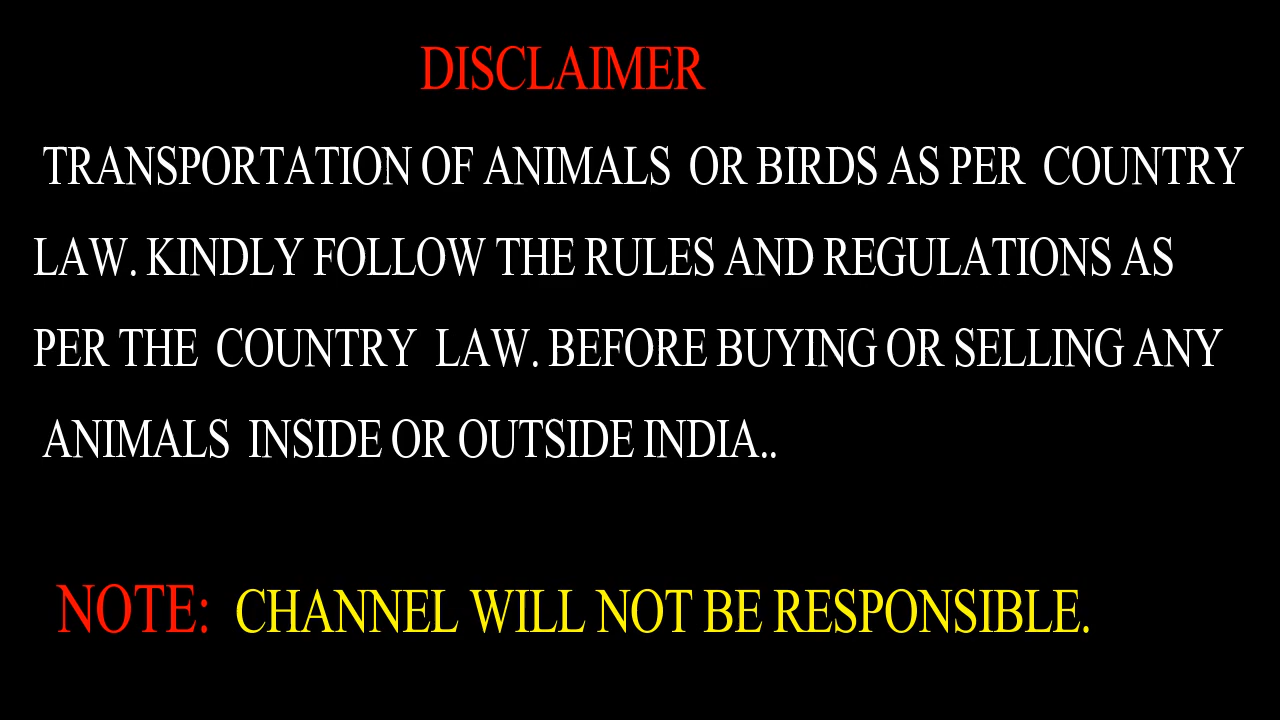 DISCLAIMER
TRANSPORTATION OF ANIMALS OR BIRDS AS PER COUNTRY
LAW. KINDLY FOLLOW THE RULES AND REGULATIONS AS
PER THE COUNTRY LAW. BEFORE BUYING OR SELLING ANY
ANIMALS INSIDE OR OUTSIDE INDIA..
NOTE: CHANNEL WILL NOT BE RESPONSIBLE.